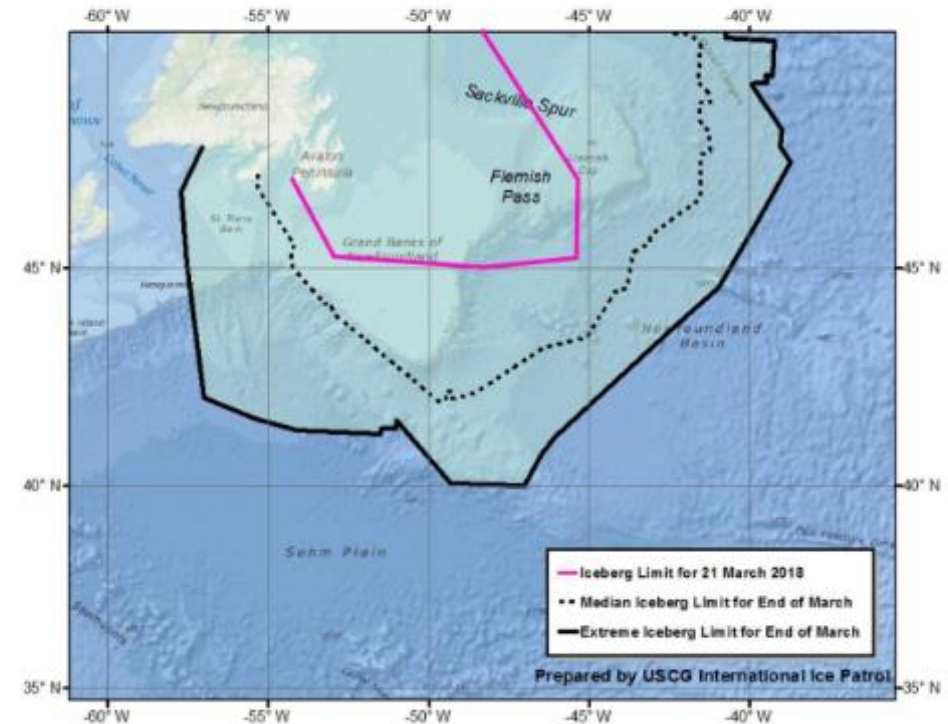 -60° W -55° W -50° W -45° W -40° W
Sackville Spur
Avalon
Peninsula
Flemish
Pass
Grand Banks of
45° N 45° N
Newfoundland
Basin
40° N 40° N
Sohm Plain
Iceberg Limit for 21 March 2018
Median Iceberg Limit for End of March
Extreme Iceberg Limit for End of March
Prepared by USCG International Ice Patrol
35° N 35° N
-60° W -55° W -50° W -45° W -40° W